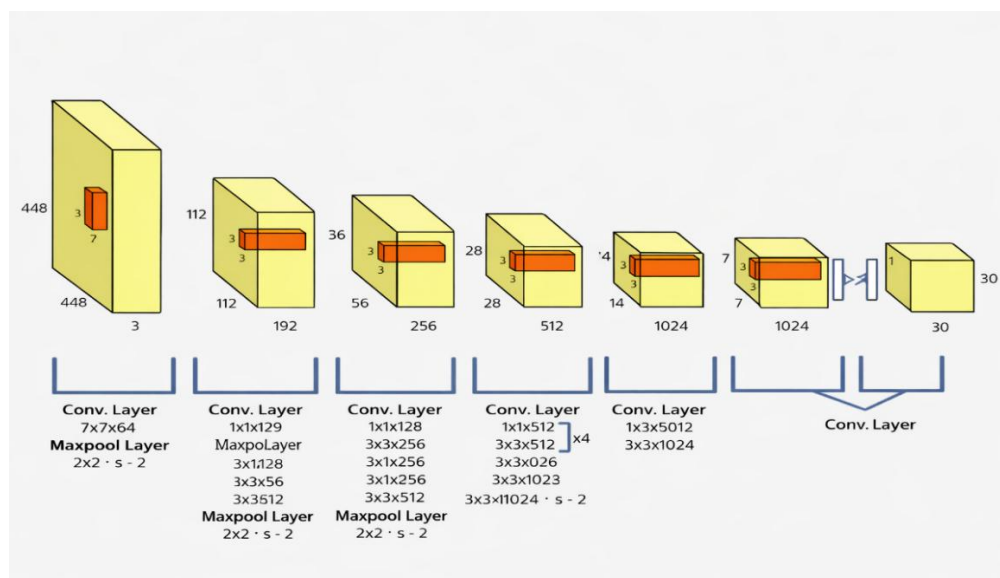 448
3
7
448
3
112
3
3
112
192
36
3
3
56
256
28
3
3
28
512
'4
3
3
14
1024
7
3
3
7
1024
1
30
30
Conv. Layer
7x7x64
Maxpool Layer
2x2 · s - 2
Conv. Layer
1x1x129
MaxpoLayer
3x1.128
3x3x56
3x3512
Maxpool Layer
2x2 · s - 2
Conv. Layer
1x1x128
3x3x256
3x1x256
3x1x256
3x3x512
Maxpool Layer
2x2 · s - 2
Conv. Layer
1x1x512
3x3x512
x4
3x3x026
3x3x1023
3x3x11024 · s - 2
Conv. Layer
1x3x5012
3x3x1024
Conv. Layer